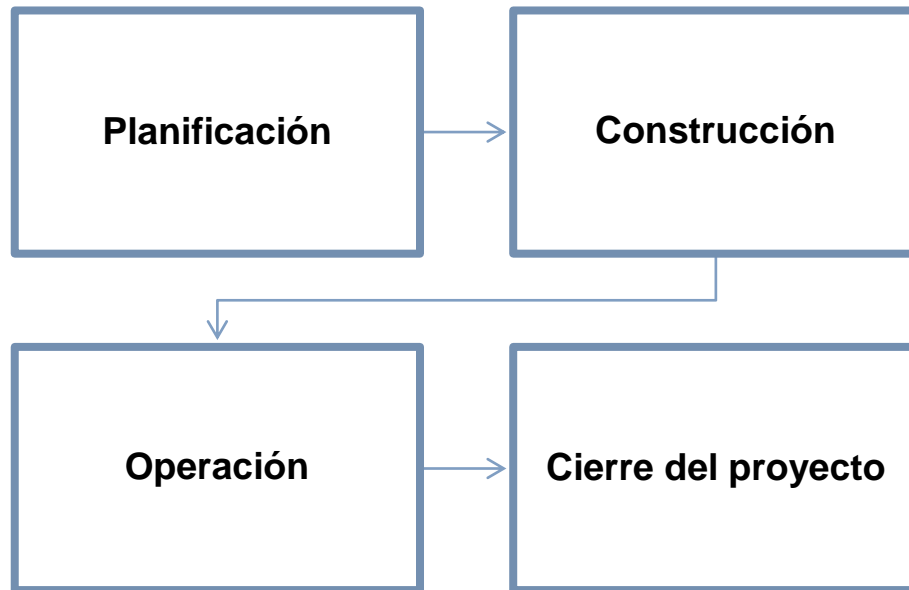 Planificación
Construcción
Operación
Cierre del proyecto